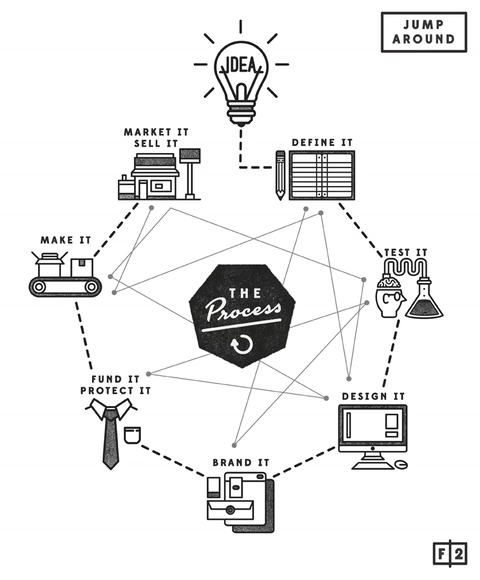 JUMP
AROUND
IDEA
MARKET IT
SELL IT
DEFINE IT
MAKE IT
TEST IT
THE
Process
FUND IT
PROTECT IT
DESIGN IT
BRAND IT
F 2